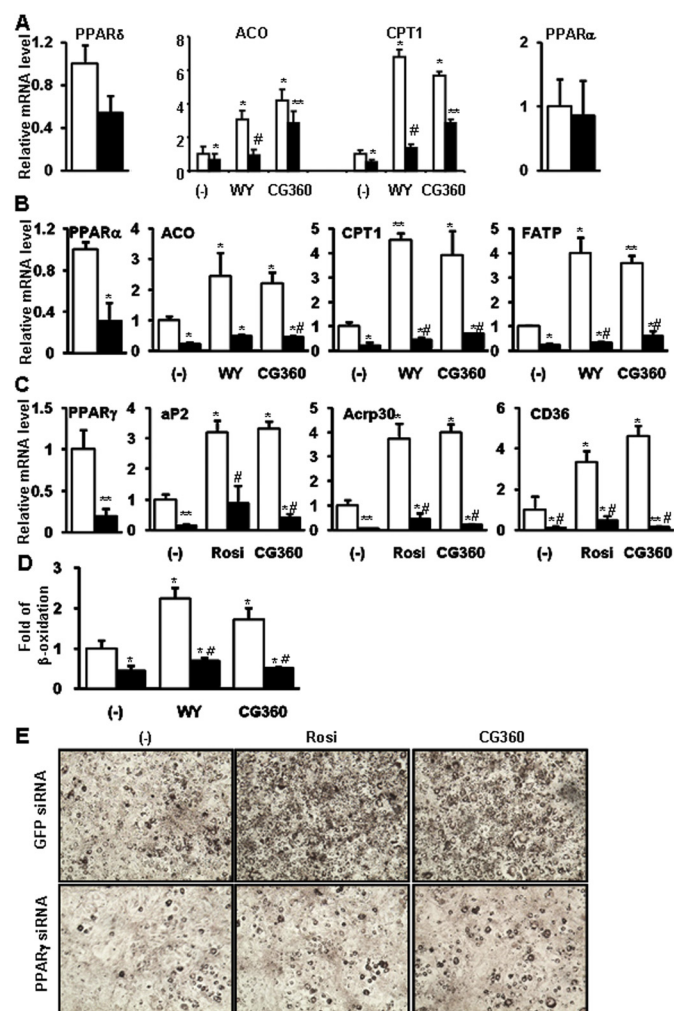 A
PPARδ ACO CPT1 PPARα
Relative mRNA level
1.2 0.8 0.4 0
8 6 4 2 0
2 1 0
* * # * ** * * # * **
(-) WY CG360 (-) WY CG360
B
Relative mRNA level
PPARα ACO CPT1 FATP
1.2 0.8 0.4 0
4 3 2 1 0
5 4 3 2 1 0
5 4 3 2 1 0
* * * * * *# * ** *# * *# * * *# ** *#
(-) WY CG360 (-) WY CG360 (-) WY CG360
C
Relative mRNA level
PPARγ aP2 Acrp30 CD36
1.5 1 0.5 0
4 3 2 1 0
5 4 3 2 1 0
6 4 2 0
** ** * # * *# ** * *# * *# *# * *# * **#
(-) Rosi CG360 (-) Rosi CG360 (-) Rosi CG360
D
Fold of
β-oxidation
3 2 1 0
* * *# * *#
(-) WY CG360
E
(-) Rosi CG360
GFP siRNA
PPARγ siRNA